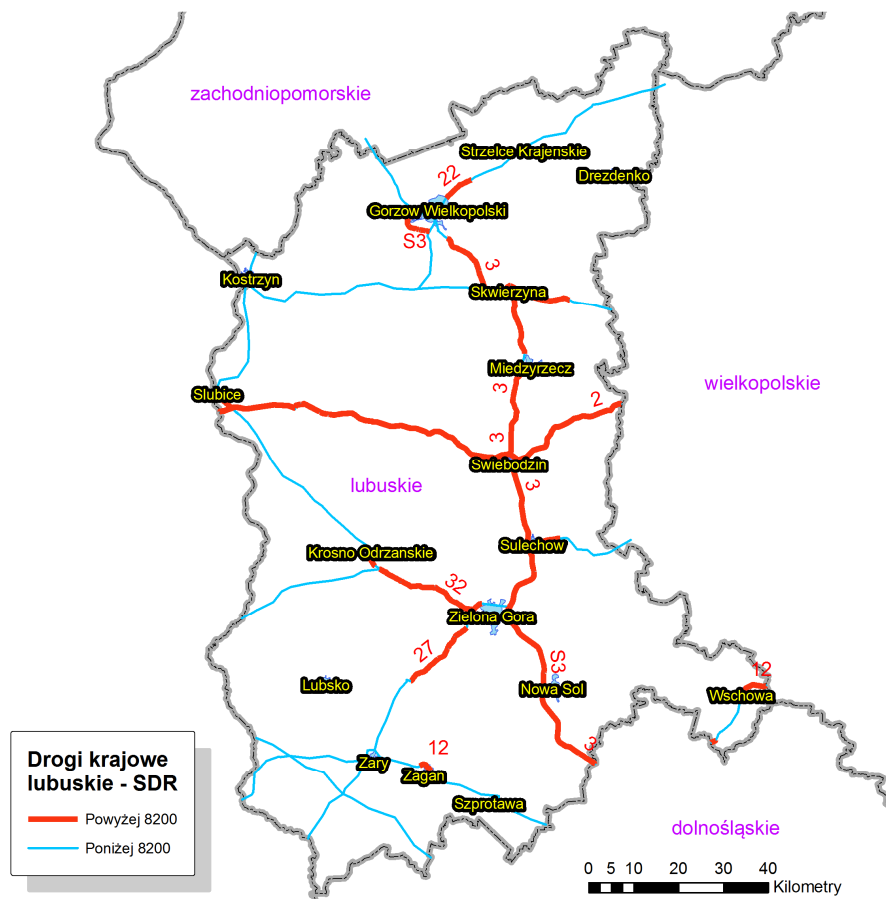 zachodniopomorskie
Strzelce Krajenskie
Drezdenko
22
Gorzow Wielkopolski
S3
3
Kostrzyn
Skwierzyna
Miedzyrzecz
wielkopolskie
3
2
Slubice
3
Swiebodzin
lubuskie
3
Sulechow
Krosno Odrzanskie
32
Zielona Gora
27
S3
12
Lubsko
Nowa Sol
Wschowa
3
12
Zary
Zagan
Szprotawa
Drogi krajowe
lubuskie - SDR
Powyżej 8200
Poniżej 8200
dolnośląskie
0 5 10 20 30 40
Kilometry